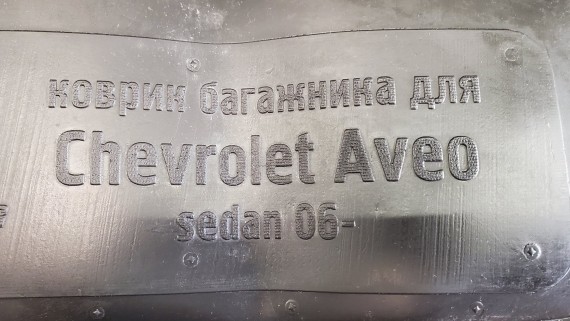 коврик багажника для
Chevrolet Aveo
sedan 06-